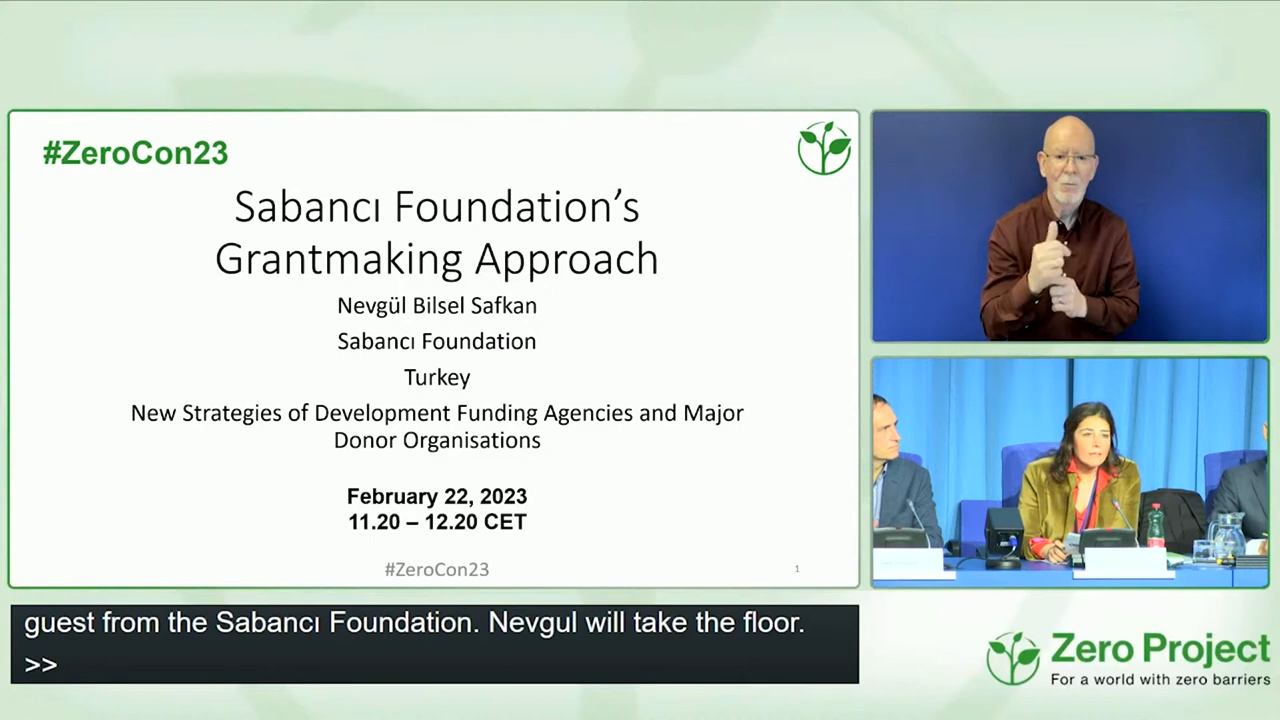 #ZeroCon23
Sabancı Foundation’s
Grantmaking Approach
Nevgül Bilsel Safkan
Sabancı Foundation
Turkey
New Strategies of Development Funding Agencies and Major
Donor Organisations
February 22, 2023
11.20 – 12.20 CET
#ZeroCon23
1
guest from the Sabancı Foundation. Nevgul will take the floor.
>>
Zero Project
For a world with zero barriers